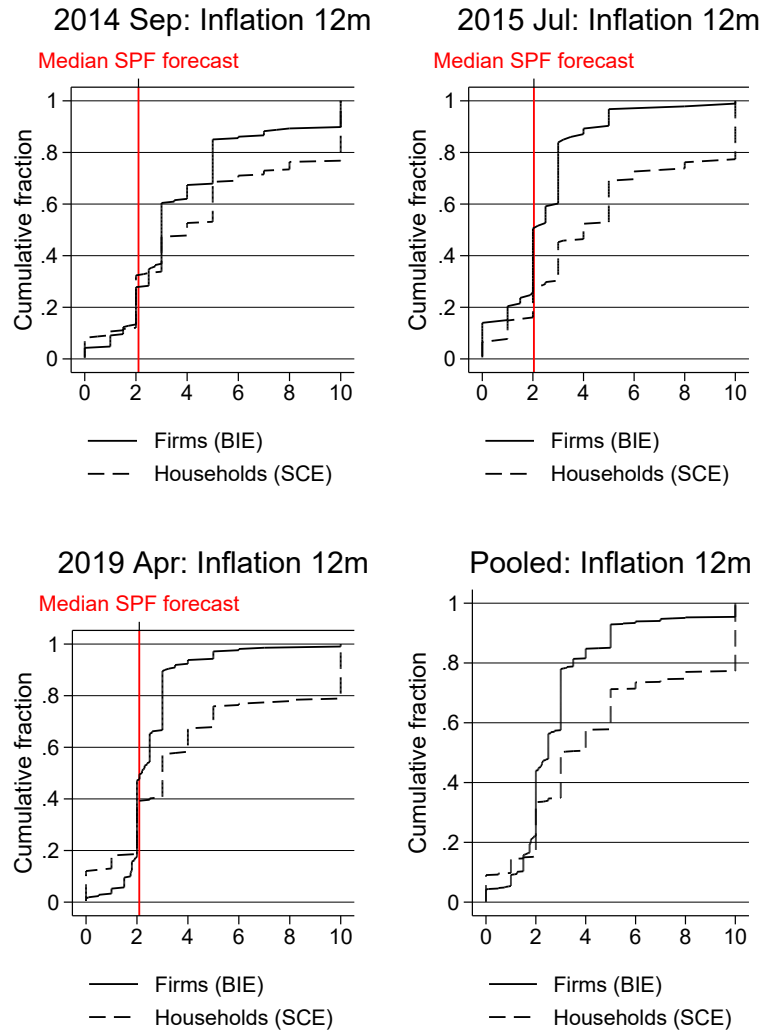 2014 Sep: Inflation 12m
Median SPF forecast
Cumulative fraction
1
.8
.6
.4
.2
0
0 2 4 6 8 10
Firms (BIE)
Households (SCE)
2015 Jul: Inflation 12m
Median SPF forecast
Cumulative fraction
1
.8
.6
.4
.2
0
0 2 4 6 8 10
Firms (BIE)
Households (SCE)
2019 Apr: Inflation 12m
Median SPF forecast
Cumulative fraction
1
.8
.6
.4
.2
0
0 2 4 6 8 10
Firms (BIE)
Households (SCE)
Pooled: Inflation 12m
Cumulative fraction
1
.8
.6
.4
.2
0
0 2 4 6 8 10
Firms (BIE)
Households (SCE)